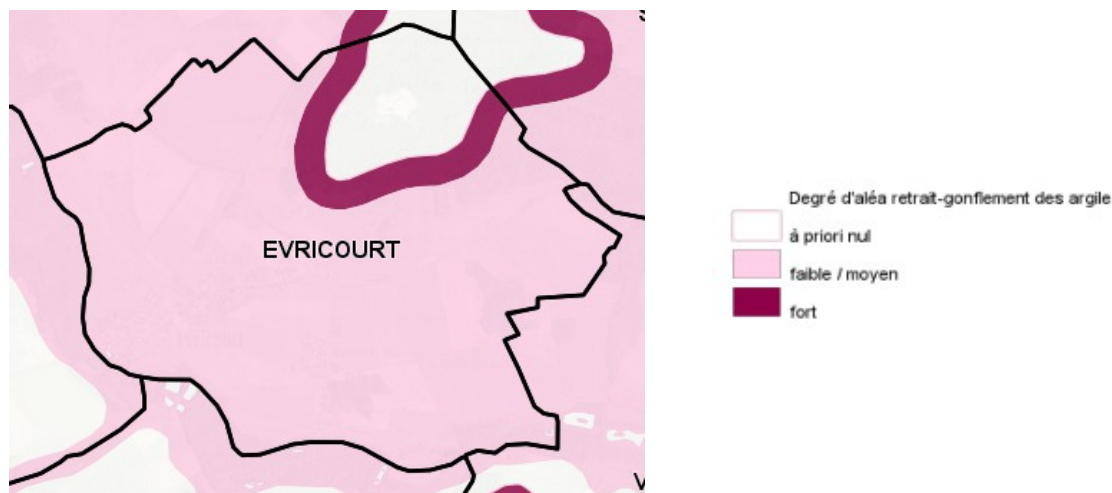 EVRICOURT
Degré d'aléa retrait-gonflement des argile
à priori nul
faible / moyen
fort